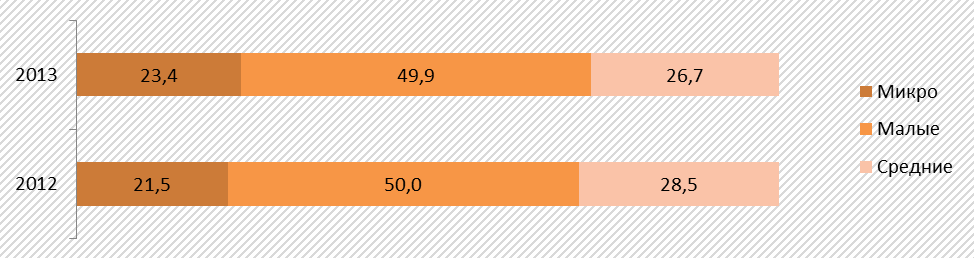 2013 23,4 49,9 26,7
2012 21,5 50,0 28,5
Микро
Малые
Средние